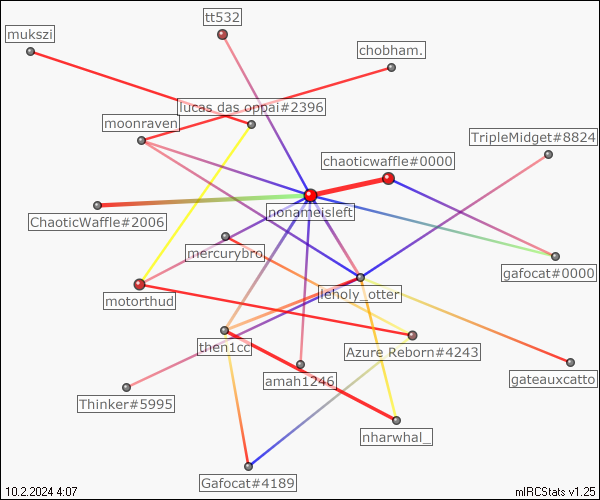 tt532
mukszi
chobham.
lucas das oppai#2396
moonraven
TripleMidget#8824
chaoticwaffle#0000
nonameisleft
ChaoticWaffle#2006
mercurybro
gafocat#0000
leholy_otter
motorthud
then1cc
Azure Reborn#4243
amah1246
gateauxcatto
Thinker#5995
nharwhal_
Gafocat#4189
10.2.2024 4:07
mIRCStats v1.25